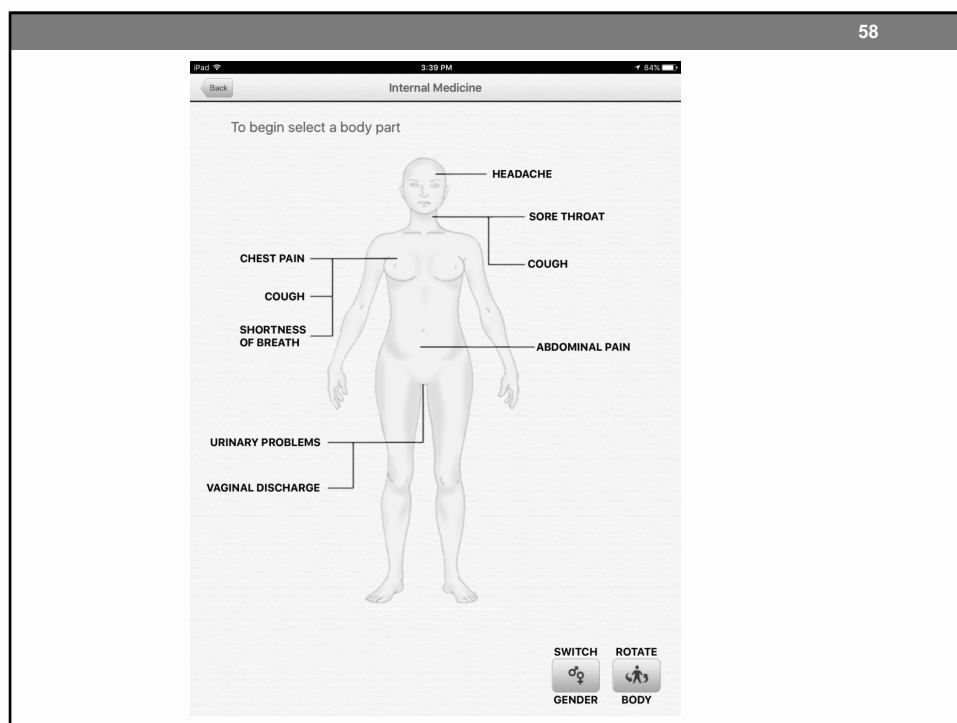 58
iPad 3:39 PM 84%
Back Internal Medicine
To begin select a body part
HEADACHE
SORE THROAT
CHEST PAIN
COUGH
COUGH
SHORTNESS
OF BREATH
ABDOMINAL PAIN
URINARY PROBLEMS
VAGINAL DISCHARGE
SWITCH ROTATE
GENDER BODY